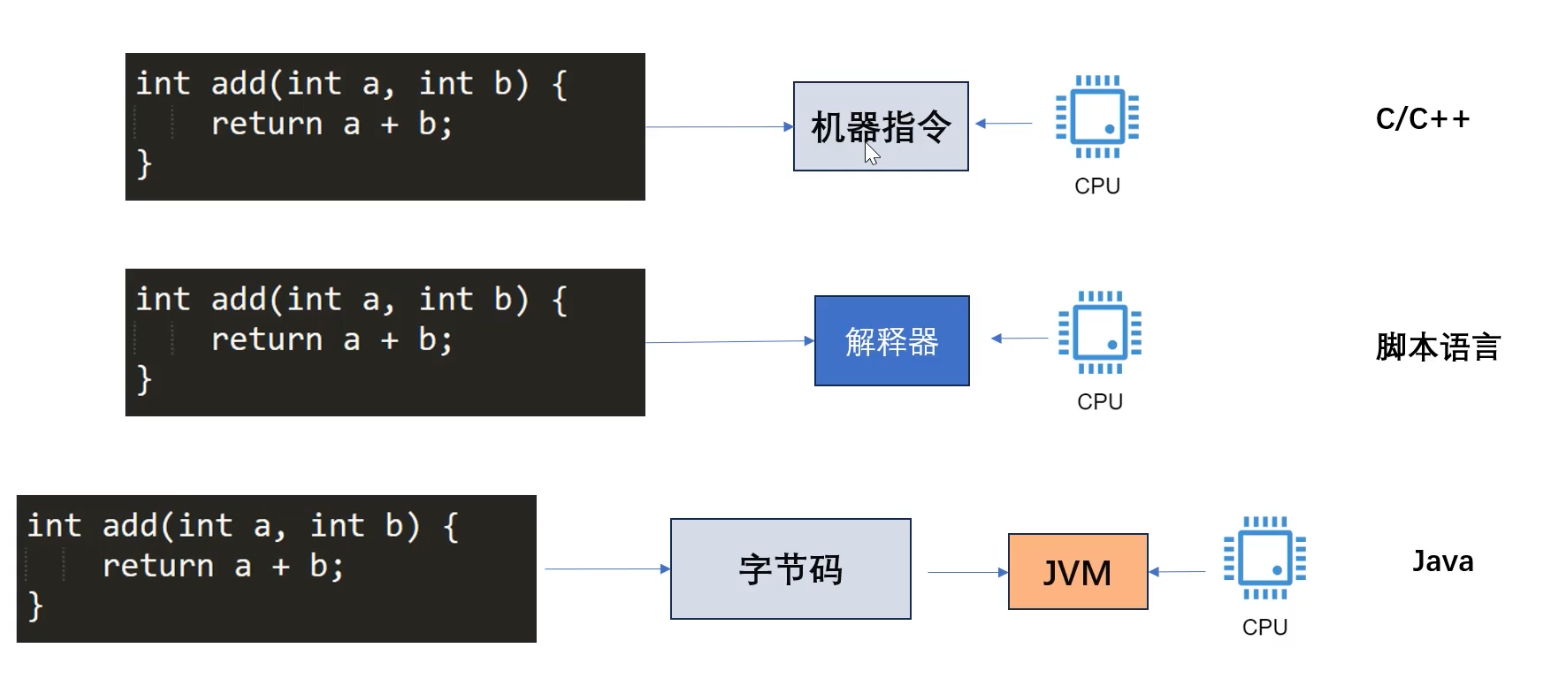 int add(int a, int b) {
return a + b;
}
机器指令
CPU
C/C++
int add(int a, int b) {
return a + b;
}
解释器
CPU
脚本语言
int add(int a, int b) {
return a + b;
}
字节码
JVM
CPU
Java